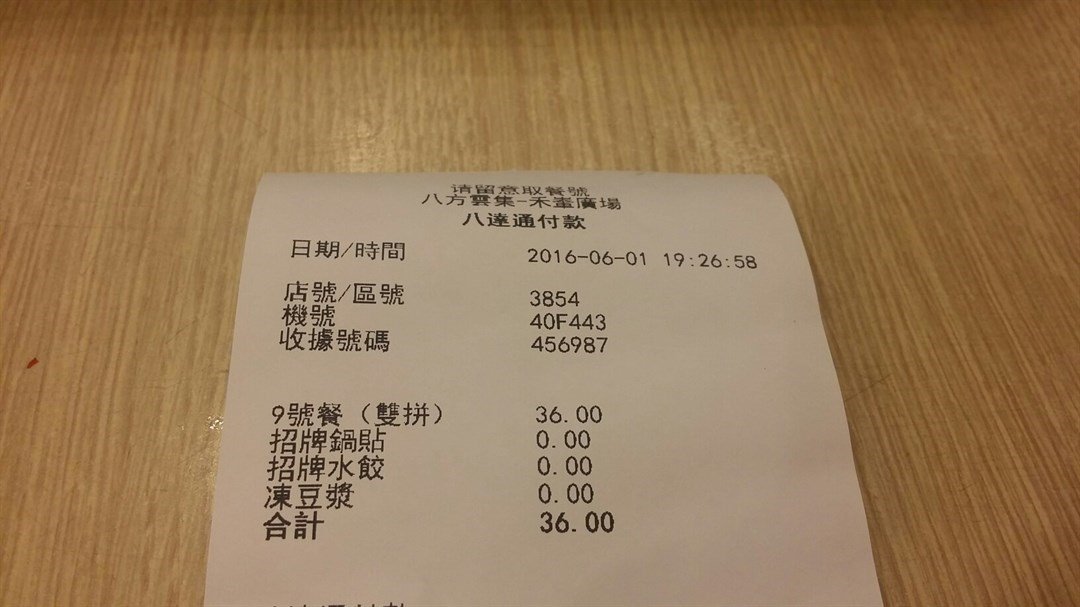 请留意取餐號
八方雲集-禾輋廣場
八達通付款
日期/時間 2016-06-01 19:26:58
店號/區號 3854
機號 40F443
收據號碼 456987
9號餐 (雙拼) 36.00
招牌鍋貼 0.00
招牌水餃 0.00
凍豆漿 0.00
合計 36.00